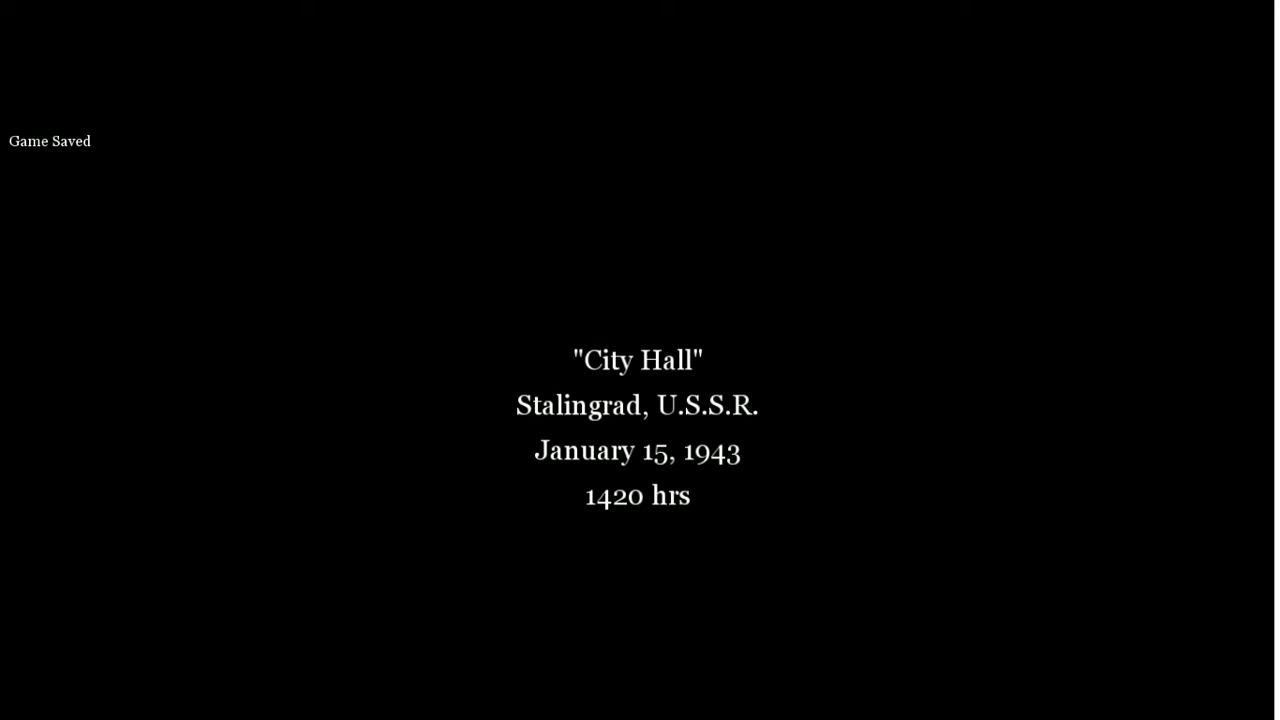 Game Saved
"City Hall"
Stalingrad, U.S.S.R.
January 15, 1943
1420 hrs